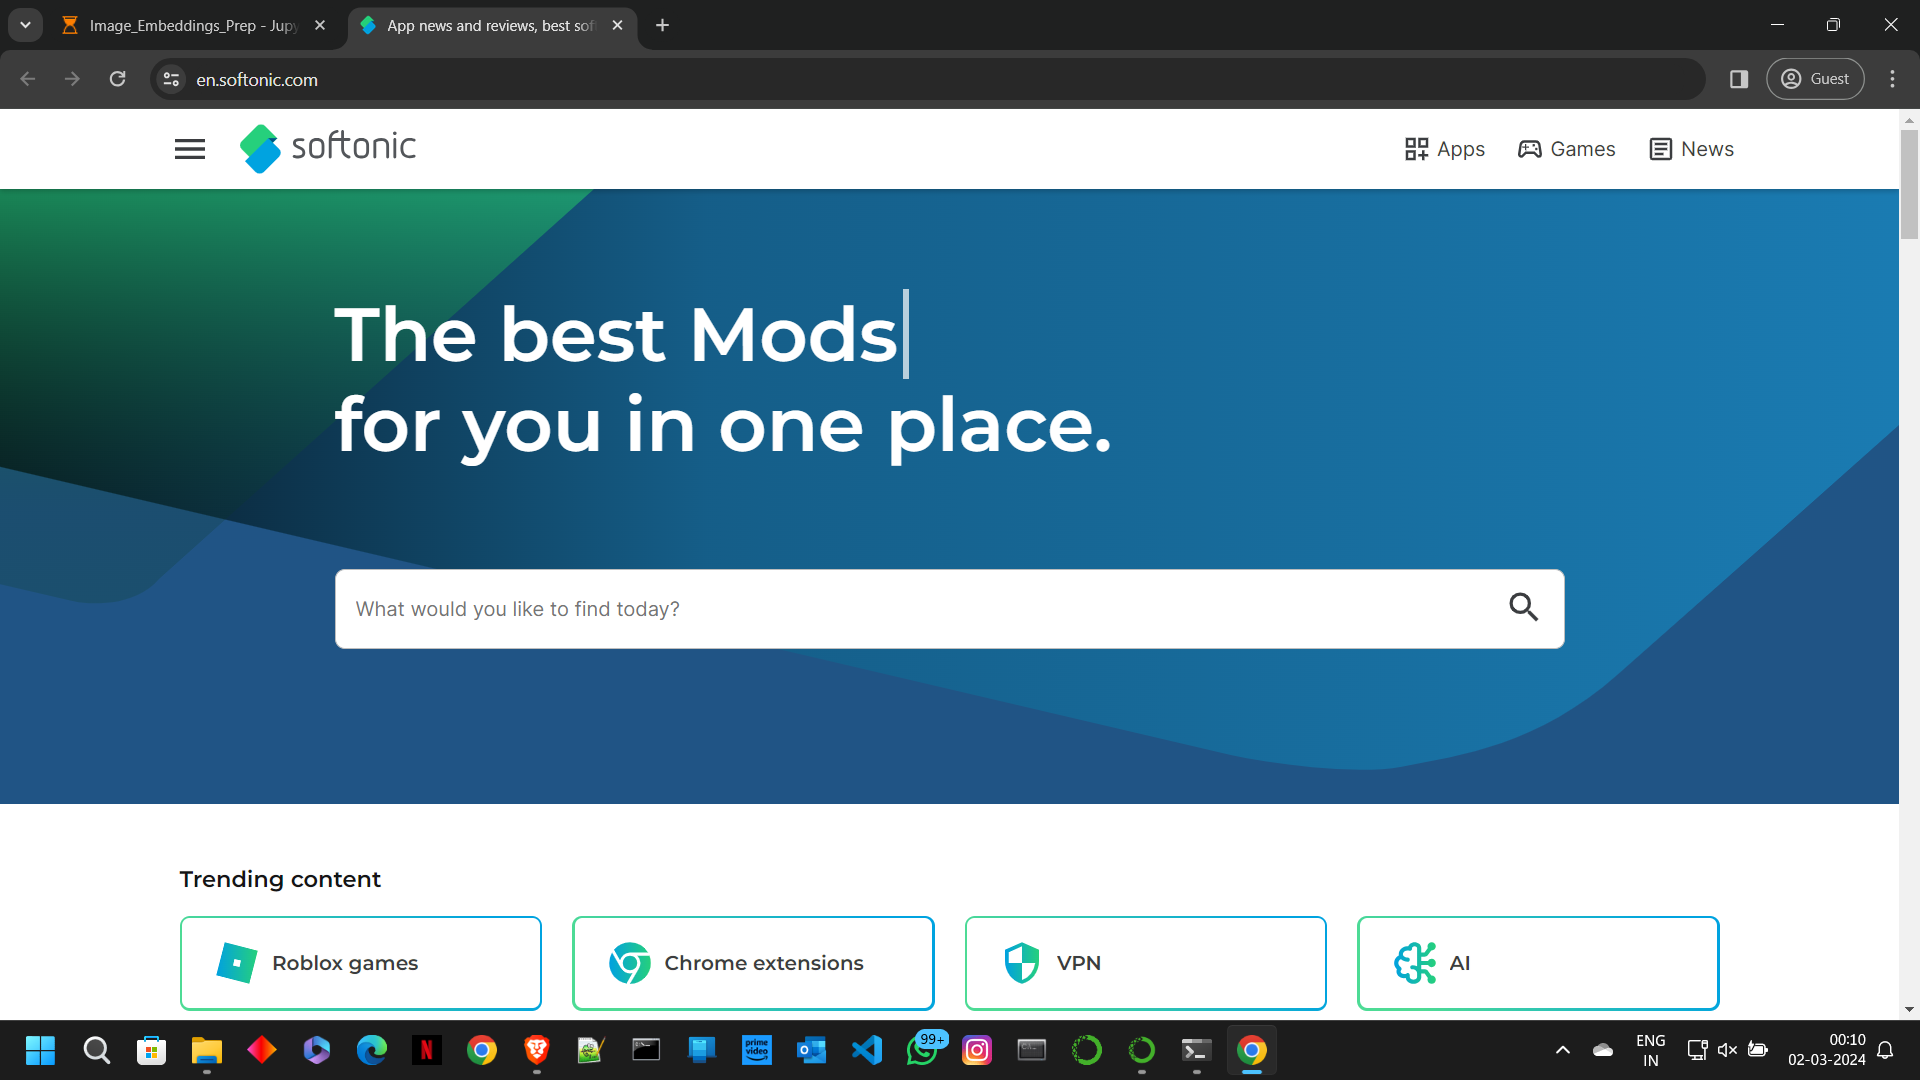 Image_Embeddings_Prep - Jupy
App news and reviews, best sof
en.softonic.com
Guest
softonic
Apps
Games
News
The best Mods
for you in one place.
What would you like to find today?
Trending content
Roblox games
Chrome extensions
VPN
AI
N
prime
video
99+
ENG
IN
00:10
02-03-2024